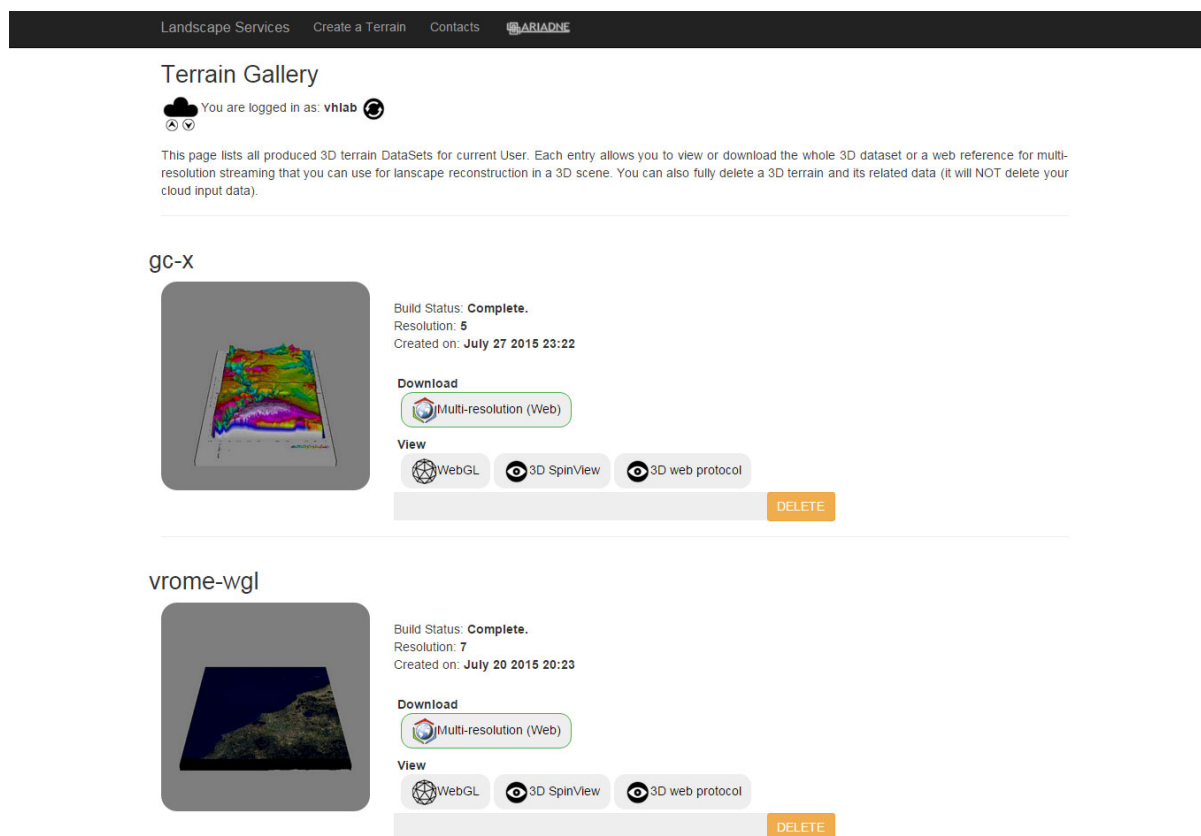 Landscape Services Create a Terrain Contacts ARIADNE
Terrain Gallery
You are logged in as: vhlab
This page lists all produced 3D terrain DataSets for current User. Each entry allows you to view or download the whole 3D dataset or a web reference for multi-
resolution streaming that you can use for lanscape reconstruction in a 3D scene. You can also fully delete a 3D terrain and its related data (it will NOT delete your
cloud input data).
gc-x
Build Status: Complete.
Resolution: 5
Created on: July 27 2015 23:22
Download
Multi-resolution (Web)
View
WebGL 3D SpinView 3D web protocol
DELETE
vrome-wgl
Build Status: Complete.
Resolution: 7
Created on: July 20 2015 20:23
Download
Multi-resolution (Web)
View
WebGL 3D SpinView 3D web protocol
DELETE